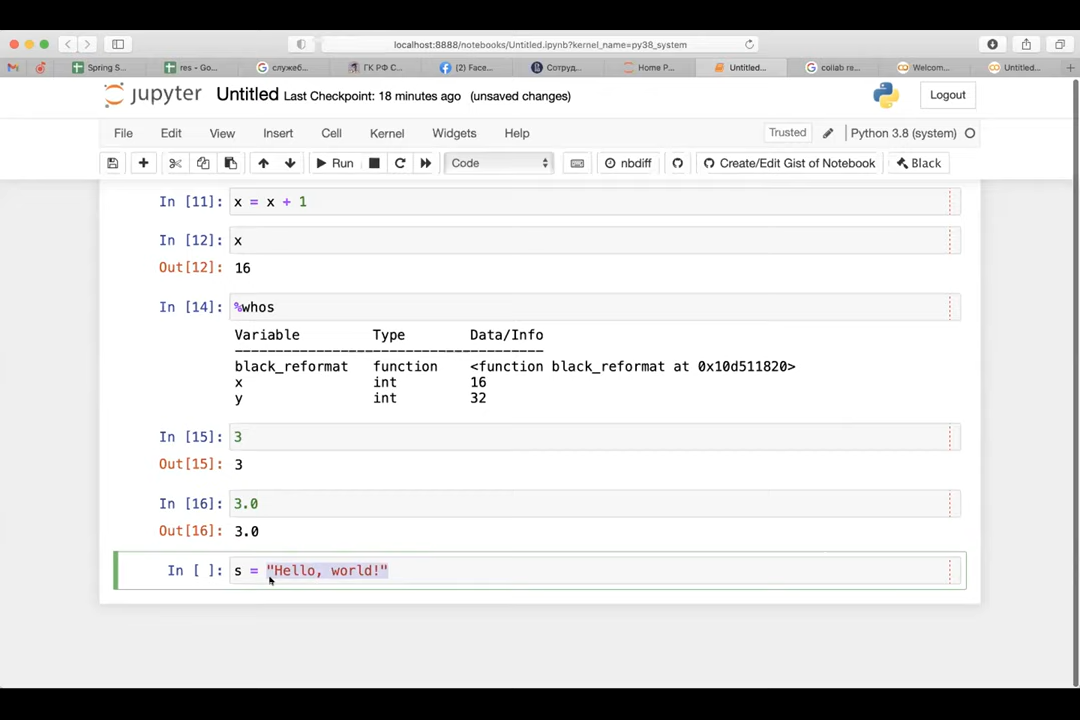 localhost:8888/notebooks/Untitled.ipynb?kernel_name=py38_system
Spring S... res - Go... служеб... ГК РФ С... (2) Face... Сотруд... Home P... Untitled... collab re... Welcom... Untitled...
jupyter Untitled Last Checkpoint: 18 minutes ago (unsaved changes) Logout
File Edit View Insert Cell Kernel Widgets Help Trusted Python 3.8 (system)
Run Code nbdiff Create/Edit Gist of Notebook Black
In [11]: x = x + 1
In [12]: x
Out[12]: 16
In [14]: %whos
Variable Type Data/Info
----------------------------------------
black_reformat function <function black_reformat at 0x10d511820>
x int 16
y int 32
In [15]: 3
Out[15]: 3
In [16]: 3.0
Out[16]: 3.0
In [ ]: s = "Hello, world!"